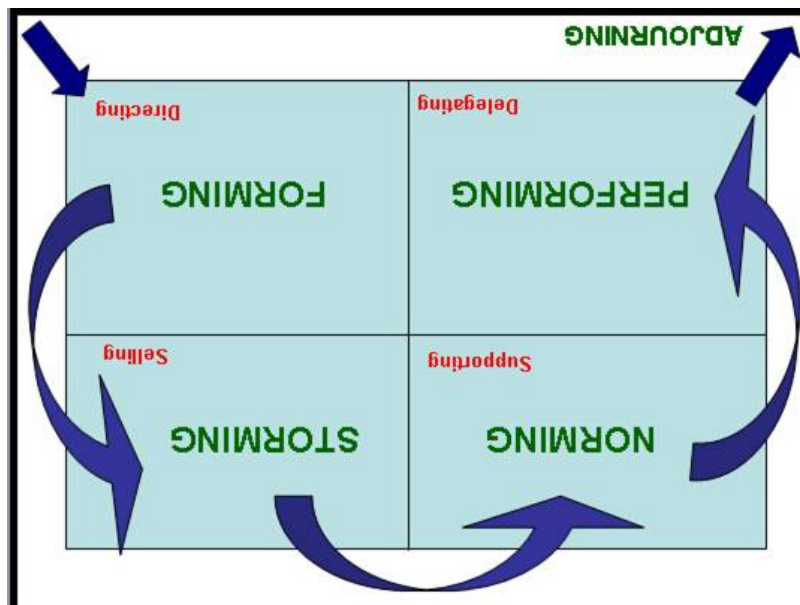 NORMING
STORMING
Supporting
Selling
PERFORMING
FORMING
Delegating
Directing
ADJOURNING